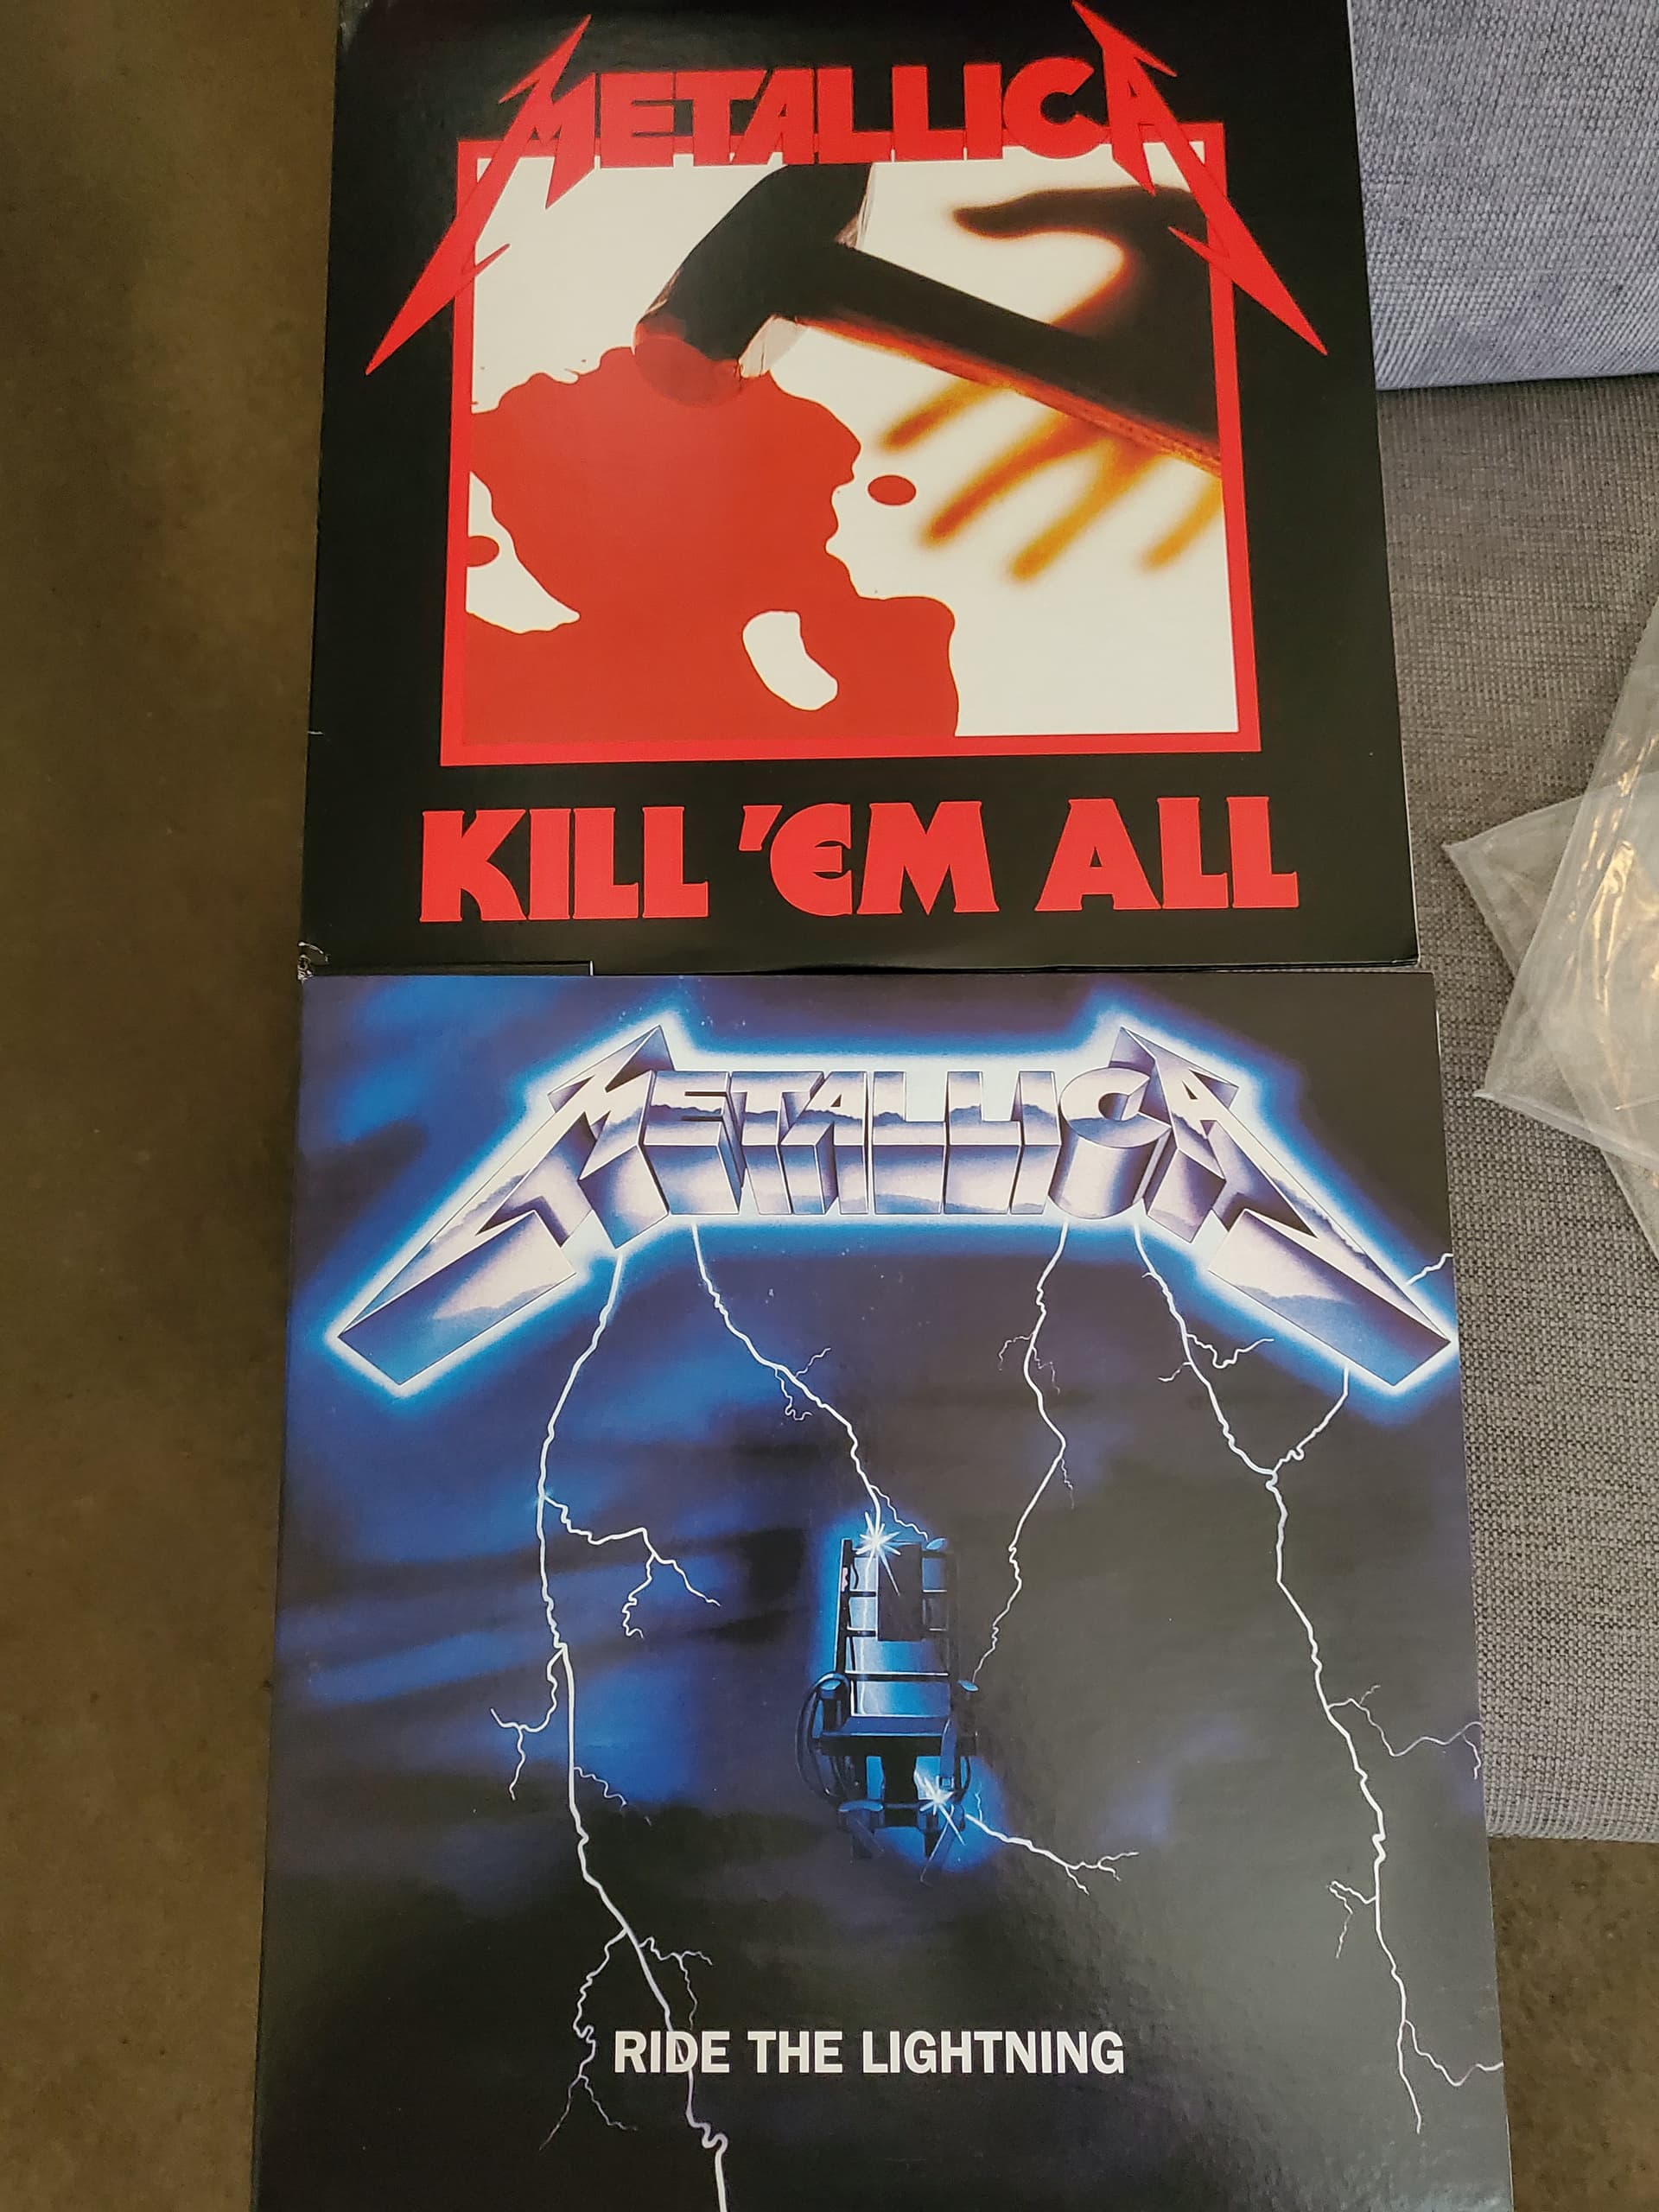 METALLICA
KILL 'EM ALL
METALLICA
RIDE THE LIGHTNING